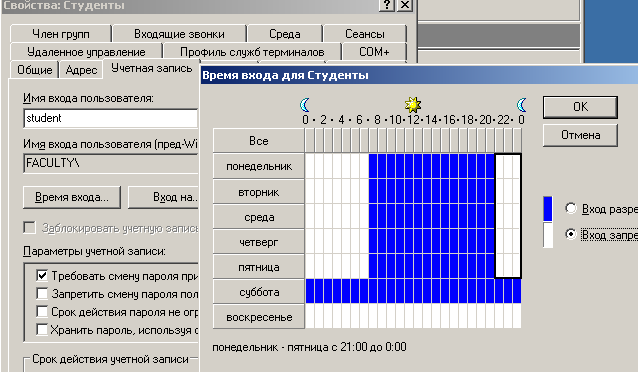 Свойства: Студенты
Член групп Входящие звонки Среда Сеансы
Удаленное управление Профиль служб терминалов COM+
Общие Адрес Учетная запись
Имя входа пользователя:
student
Имя входа пользователя (пред-Wi
FACULTY\
Время входа... Вход на..
Заблокировать учетную запись
Параметры учетной записи:
Требовать смену пароля при
Запретить смену пароля пол
Срок действия пароля не ог
Хранить пароль, используя о
Срок действия учетной записи
Время входа для Студенты
0 · 2 · 4 · 6 · 8 · 10 · 12 · 14 · 16 · 18 · 20 · 22 · 0
Все
понедельник
вторник
среда
четверг
пятница
суббота
воскресенье
понедельник - пятница с 21:00 до 0:00
OK
Отмена
Вход разре
Вход запре